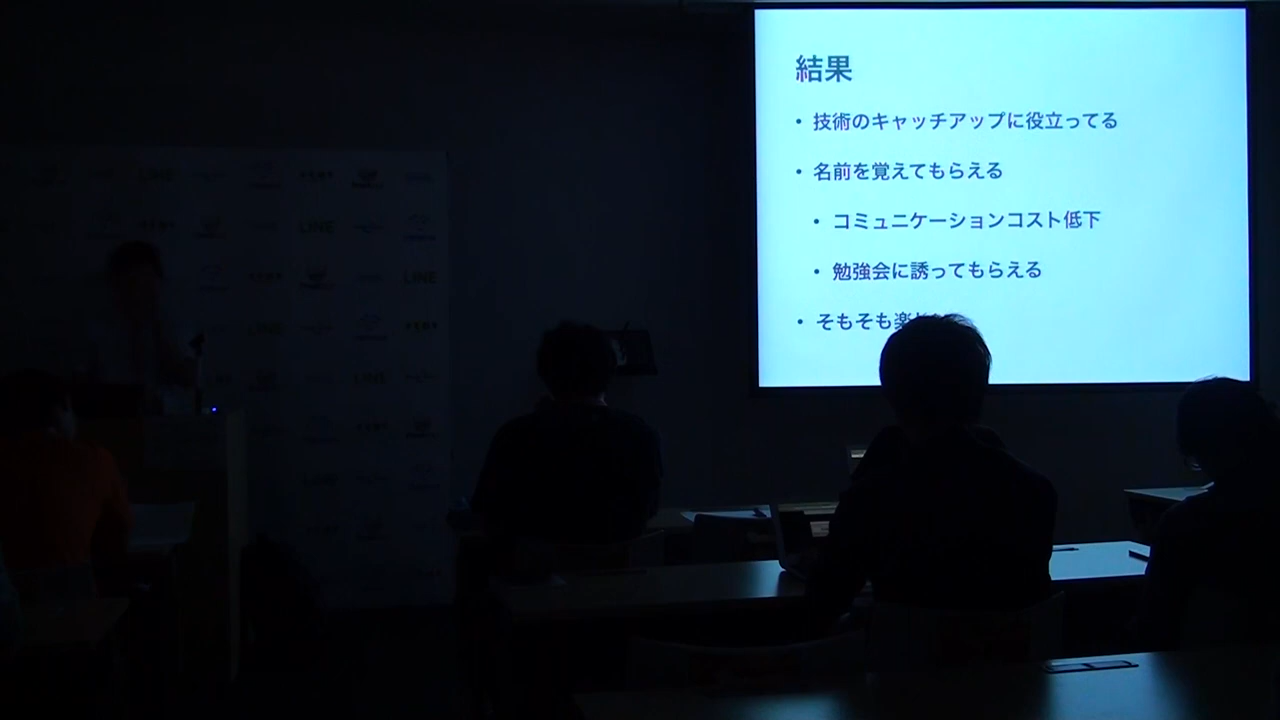 結果
• 技術のキャッチアップに役立ってる
• 名前を覚えてもらえる
• コミュニケーションコスト低下
• 勉強会に誘ってもらえる
• そもそも楽
LINE
LINE
LINE
LINE
LINE
LINE